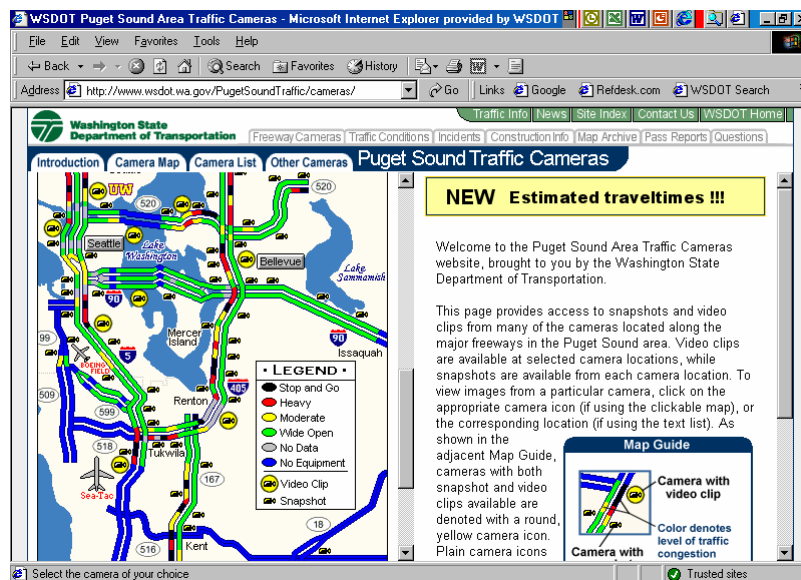 WSDOT Puget Sound Area Traffic Cameras - Microsoft Internet Explorer provided by WSDOT
File Edit View Favorites Tools Help
Back Search Favorites History
Address http://www.wsdot.wa.gov/PugetSoundTraffic/cameras/ Go Links Google Refdesk.com WSDOT Search
Traffic Info News Site Index Contact Us WSDOT Home
Washington State
Department of Transportation
Freeway Cameras Traffic Conditions Incidents Construction Info Map Archive Pass Reports Questions
Introduction Camera Map Camera List Other Cameras Puget Sound Traffic Cameras
UW
520
520
Seattle
Lake
Washington
Bellevue
Lake
Sammamish
90
90
Mercer
Island
Issaquah
99
5
BOEING
FIELD
509
599
Renton
405
518
Tukwila
167
Sea-Tac
18
516
Kent
• LEGEND •
Stop and Go
Heavy
Moderate
Wide Open
No Data
No Equipment
Video Clip
Snapshot
NEW Estimated traveltimes !!!
Welcome to the Puget Sound Area Traffic Cameras
website, brought to you by the Washington State
Department of Transportation.
This page provides access to snapshots and video
clips from many of the cameras located along the
major freeways in the Puget Sound area. Video clips
are available at selected camera locations, while
snapshots are available from each camera location. To
view images from a particular camera, click on the
appropriate camera icon (if using the clickable map), or
the corresponding location (if using the text list). As
shown in the
adjacent Map Guide,
cameras with both
snapshot and video
clips available are
denoted with a round,
yellow camera icon.
Plain camera icons
Map Guide
Camera with
video clip
Color denotes
level of traffic
congestion
Camera with
Select the camera of your choice
Trusted sites